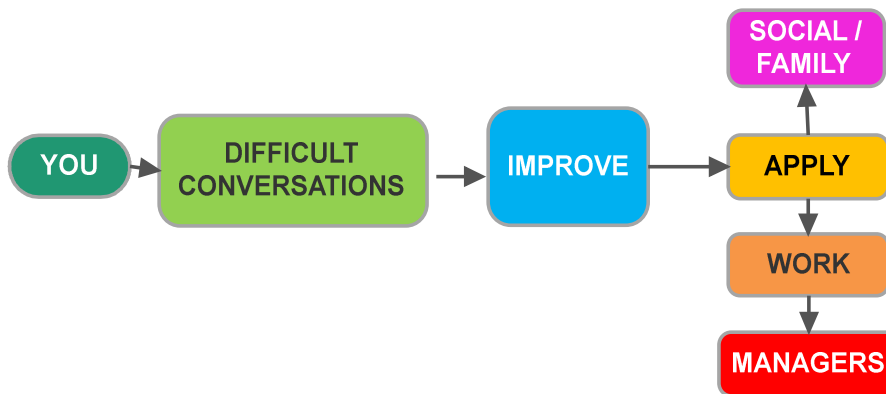 YOU
DIFFICULT
CONVERSATIONS
IMPROVE
SOCIAL /
FAMILY
APPLY
WORK
MANAGERS